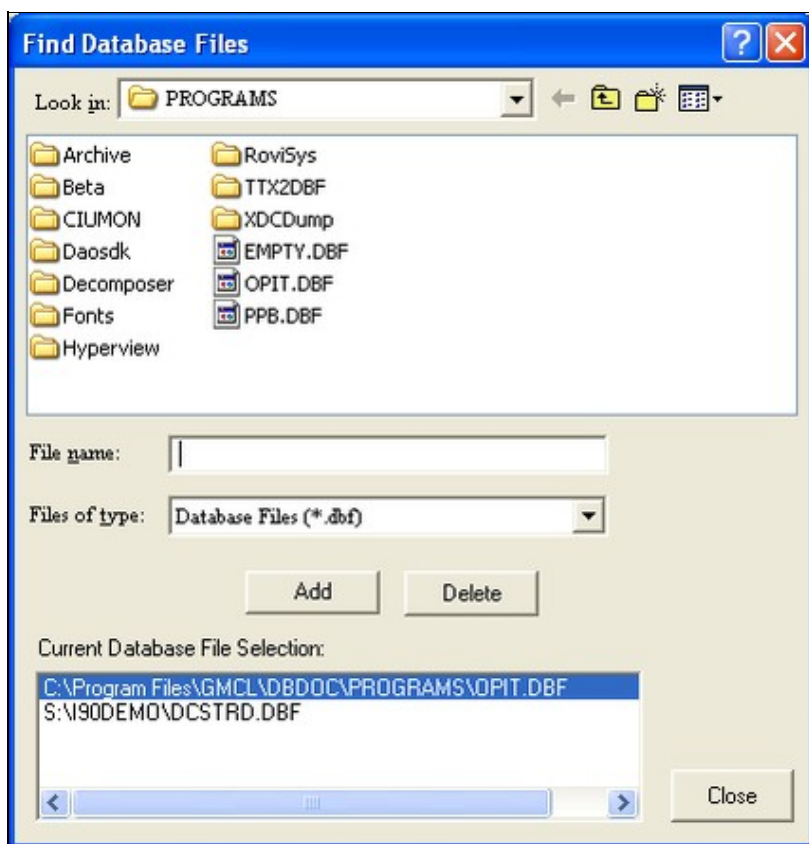 Find Database Files
Look in: PROGRAMS
Archive
Beta
CIUMON
Daosdk
Decomposer
Fonts
Hyperview
RoviSys
TTX2DBF
XDCDump
EMPTY.DBF
OPIT.DBF
PPB.DBF
File name:
Files of type: Database Files (*.dbf)
Add Delete
Current Database File Selection:
C:\Program Files\GMCL\DBDOC\PROGRAMS\OPIT.DBF
S:\I90DEMO\DCSTRD.DBF
Close